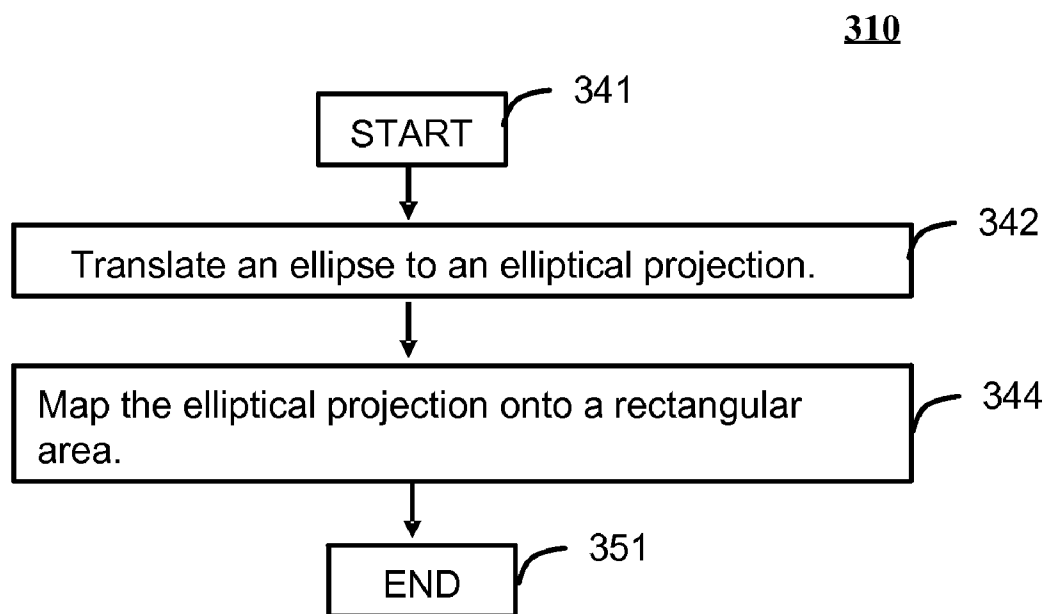 310
341
START
342
Translate an ellipse to an elliptical projection.
344
Map the elliptical projection onto a rectangular
area.
351
END